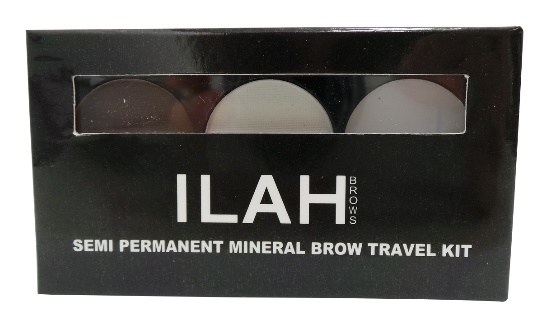 ILAH BROWS
SEMI PERMANENT MINERAL BROW TRAVEL KIT